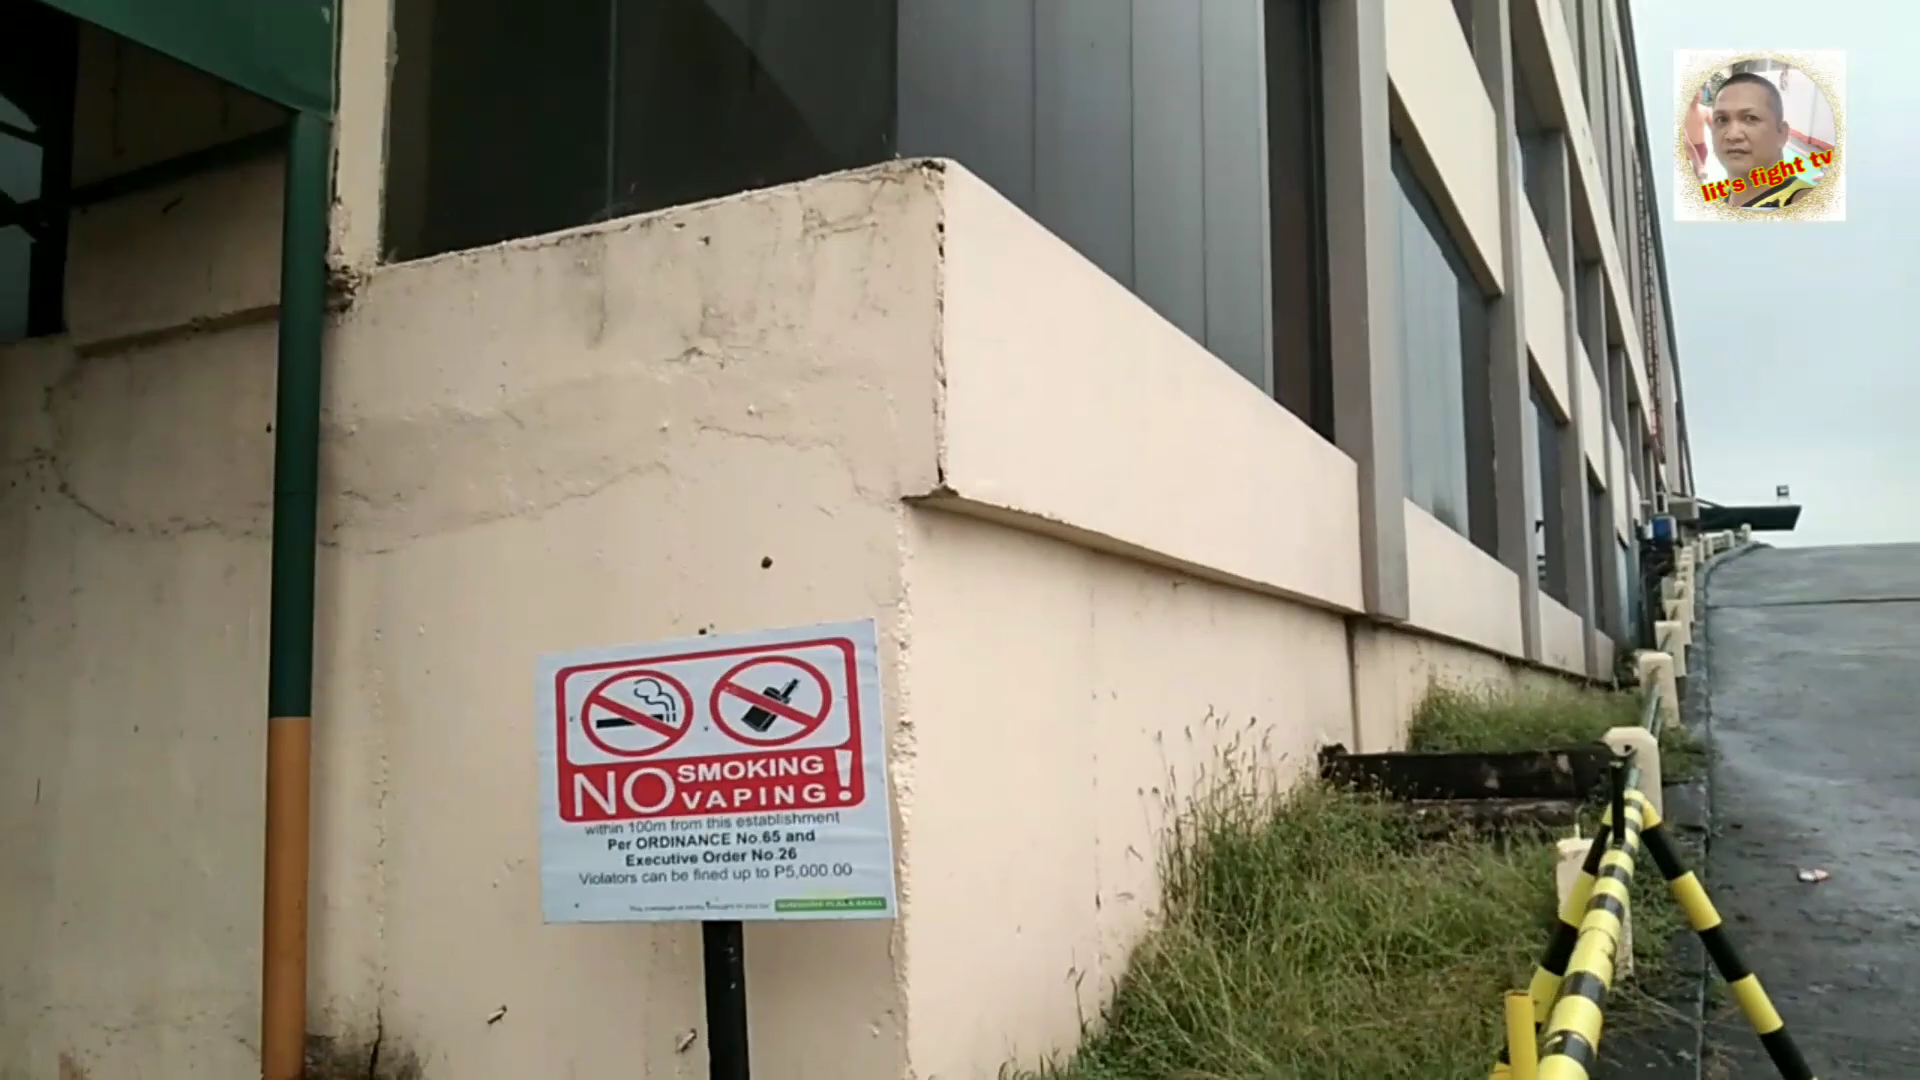 lit's fight tv
NO SMOKING
VAPING!
within 100m from this establishment
Per ORDINANCE No.65 and
Executive Order No.26
Violators can be fined up to P5,000.00